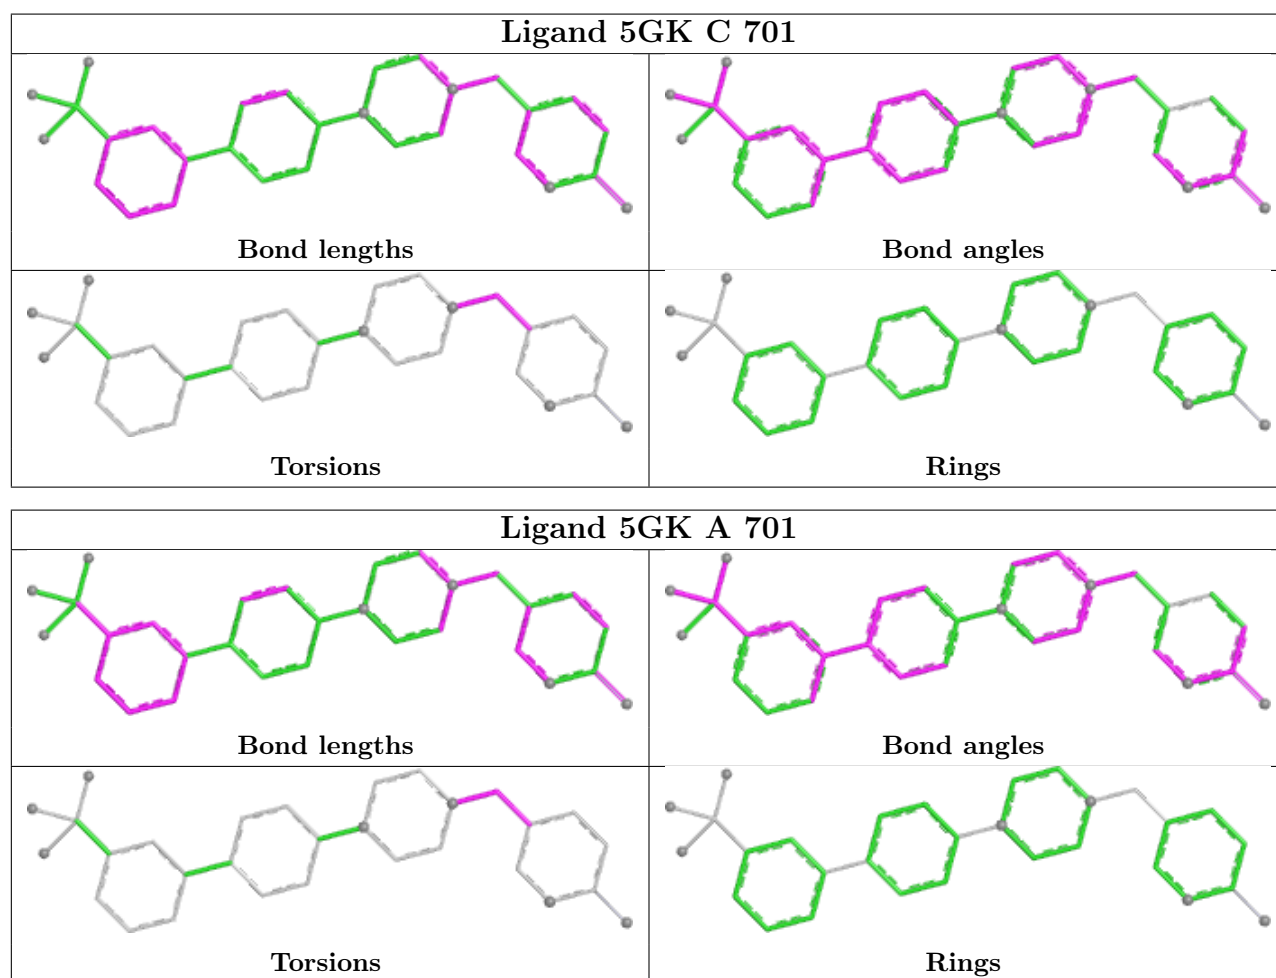 Ligand 5GK C 701
Bond lengths
Bond angles
Torsions
Rings
Ligand 5GK A 701
Bond lengths
Bond angles
Torsions
Rings